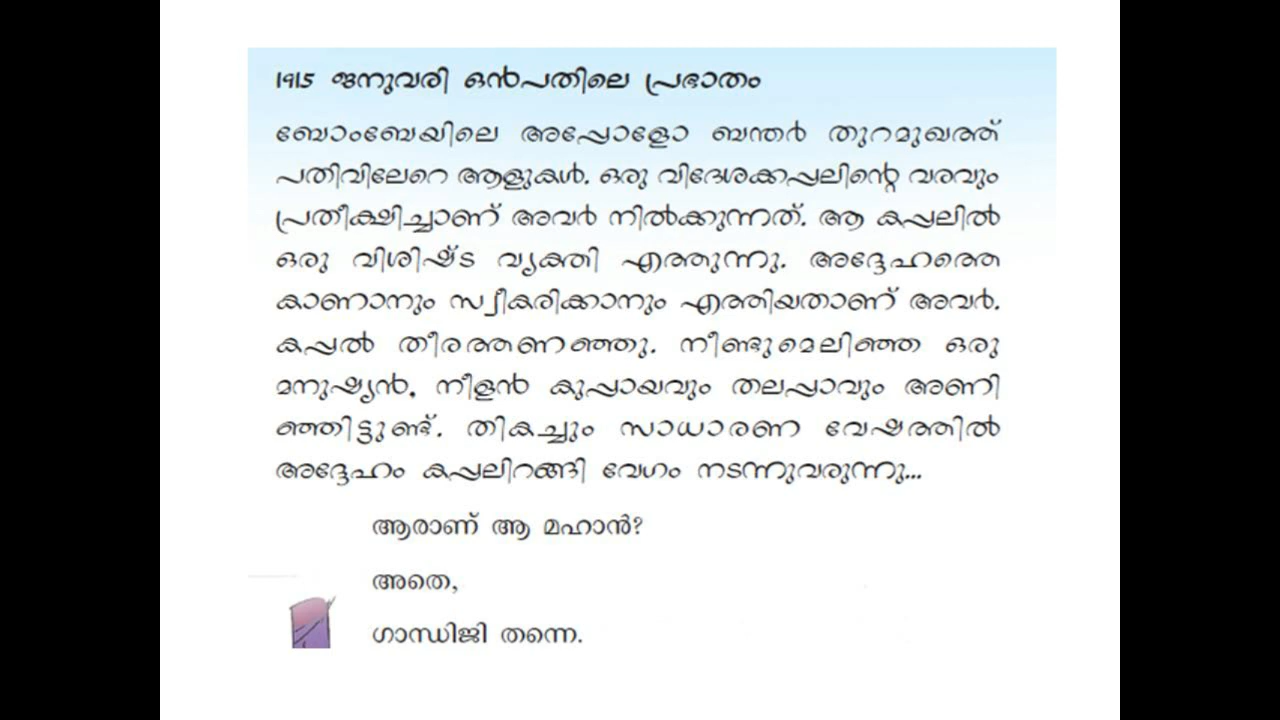 1915 ജനുവരി ഒൻപതിലെ പ്രഭാതം
ബോംബേയിലെ അപ്പോളോ ബന്തർ തുറമുഖത്ത്
പതിവിലേറെ ആളുകൾ. ഒരു വിദേശക്കപ്പലിന്റെ വരവും
പ്രതീക്ഷിച്ചാണ് അവർ നിൽക്കുന്നത്. ആ കപ്പലിൽ
ഒരു വിശിഷ്ട വ്യക്തി എത്തുന്നു. അദ്ദേഹത്തെ
കാണാനും സ്വീകരിക്കാനും എത്തിയതാണ് അവർ.
കപ്പൽ തീരത്തണഞ്ഞു. നീണ്ടുമെലിഞ്ഞ ഒരു
മനുഷ്യൻ, നീളൻ കുപ്പായവും തലപ്പാവും അണി
ഞ്ഞിട്ടുണ്ട്. തികച്ചും സാധാരണ വേഷത്തിൽ
അദ്ദേഹം കപ്പലിറങ്ങി വേഗം നടന്നുവരുന്നു...
ആരാണ് ആ മഹാൻ?
അതെ,
ഗാന്ധിജി തന്നെ.